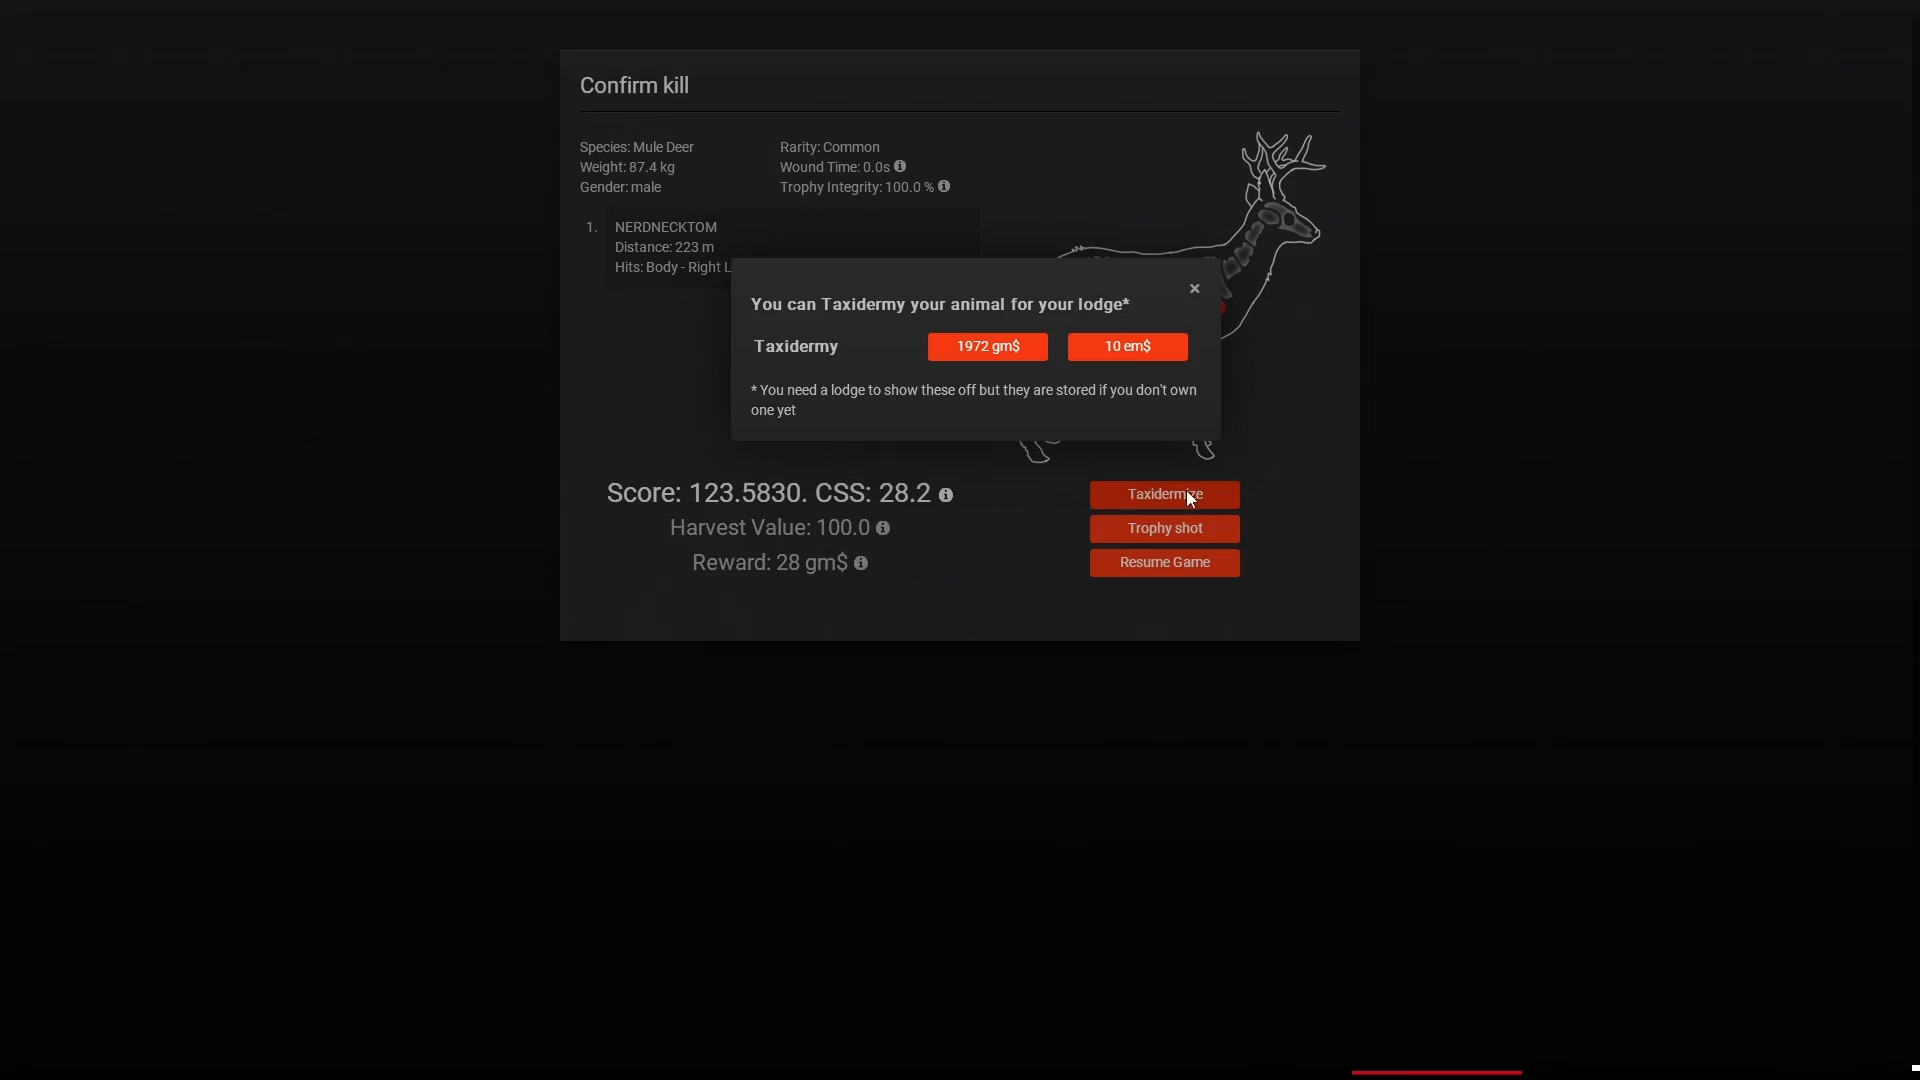 Confirm kill
Species: Mule Deer
Weight: 87.4 kg
Gender: male
Rarity: Common
Wound Time: 0.0s
Trophy Integrity: 100.0 %
1.
NERDNECKTOM
Distance: 223 m
Hits: Body - Right
You can Taxidermy your animal for your lodge*
Taxidermy
1972 gm$
10 em$
* You need a lodge to show these off but they are stored if you don't own
one yet
Score: 123.5830. CSS: 28.2
Harvest Value: 100.0
Reward: 28 gm$
Taxidermize
Trophy shot
Resume Game